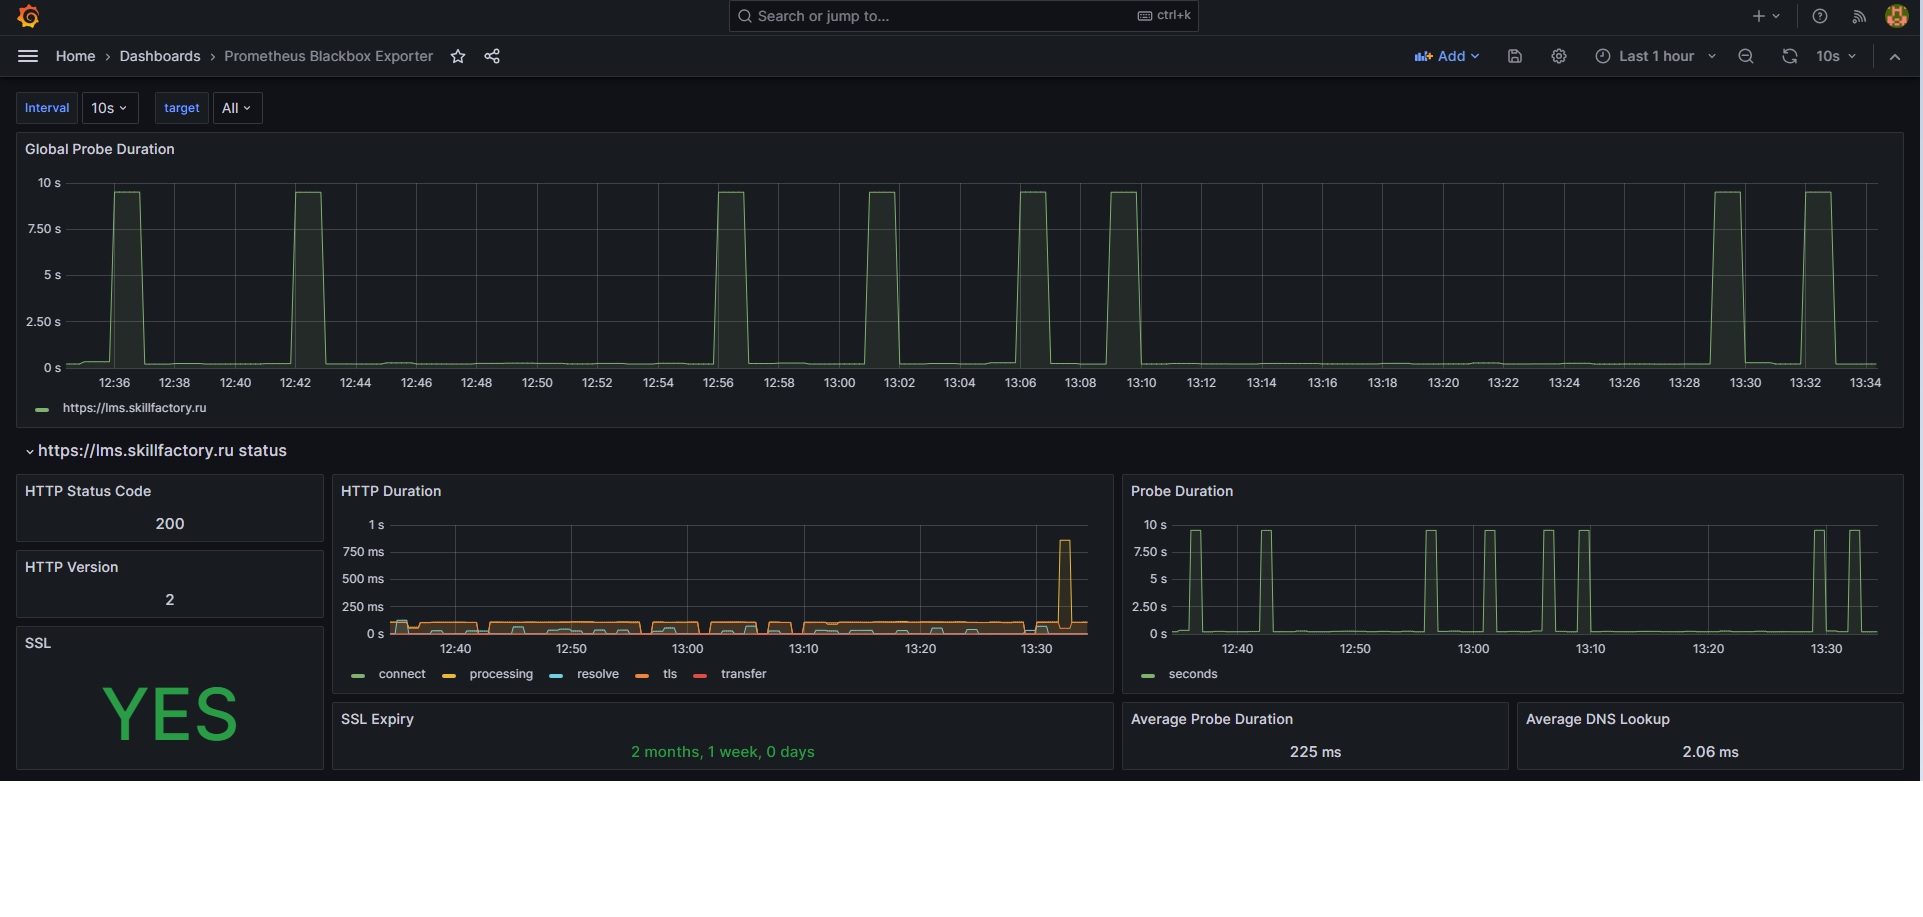 Search or jump to... ctrl+k
Home › Dashboards › Prometheus Blackbox Exporter Add Last 1 hour 10s
Interval 10s target All
Global Probe Duration
10 s
7.50 s
5 s
2.50 s
0 s
12:36 12:38 12:40 12:42 12:44 12:46 12:48 12:50 12:52 12:54 12:56 12:58 13:00 13:02 13:04 13:06 13:08 13:10 13:12 13:14 13:16 13:18 13:20 13:22 13:24 13:26 13:28 13:30 13:32 13:34
https://lms.skillfactory.ru
https://lms.skillfactory.ru status
HTTP Status Code
200
HTTP Version
2
SSL
YES
HTTP Duration
1 s
750 ms
500 ms
250 ms
0 s
12:40 12:50 13:00 13:10 13:20 13:30
connect processing resolve tls transfer
Probe Duration
10 s
7.50 s
5 s
2.50 s
0 s
12:40 12:50 13:00 13:10 13:20 13:30
seconds
SSL Expiry
2 months, 1 week, 0 days
Average Probe Duration
225 ms
Average DNS Lookup
2.06 ms